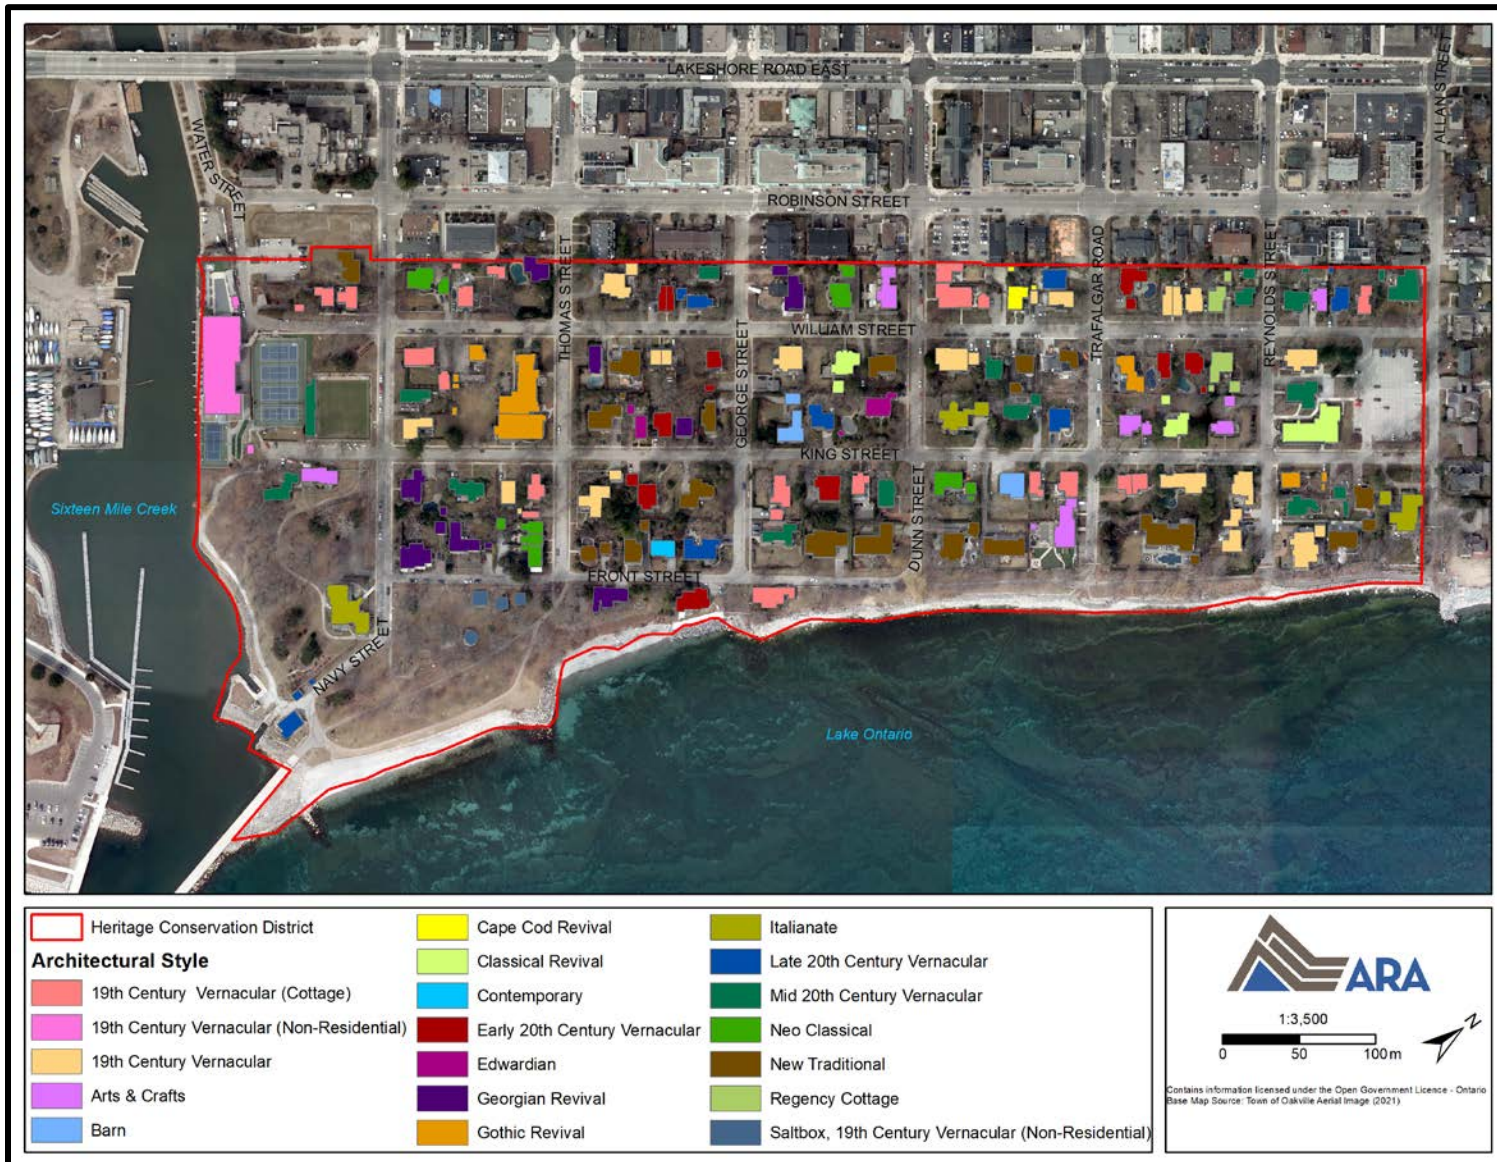 LAKESHORE ROAD EAST
ALLAN STREET
WATER STREET
ROBINSON STREET
THOMAS STREET
TRAFALGAR ROAD
REYNOLDS STREET
WILLIAM STREET
GEORGE STREET
KING STREET
DUNN STREET
Sixteen Mile Creek
FRONT STREET
NAVY STREET
Lake Ontario
Heritage Conservation District
Architectural Style
19th Century Vernacular (Cottage)
19th Century Vernacular (Non-Residential)
19th Century Vernacular
Arts & Crafts
Barn
Cape Cod Revival
Classical Revival
Contemporary
Early 20th Century Vernacular
Edwardian
Georgian Revival
Gothic Revival
Italianate
Late 20th Century Vernacular
Mid 20th Century Vernacular
Neo Classical
New Traditional
Regency Cottage
Saltbox, 19th Century Vernacular (Non-Residential)
ARA
1:3,500
0 50 100 m
N
Contains information licensed under the Open Government Licence - Ontario
Base Map Source: Town of Oakville Aerial Image (2021)